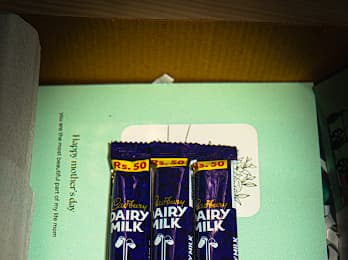 Happy mother's day
you are the most beautiful part of my life mom
Rs. 50
Rs. 50
Rs. 50
Cadbury
DAIRY
MILK
Cadbury
DAIRY
MILK
Cadbury
DAIRY
MILK